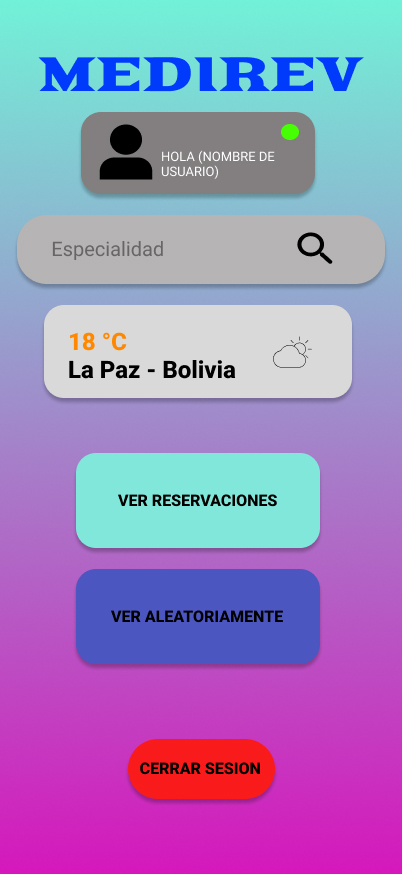 MEDIREV
HOLA (NOMBRE DE
USUARIO)
Especialidad
18 °C
La Paz - Bolivia
VER RESERVACIONES
VER ALEATORIAMENTE
CERRAR SESION